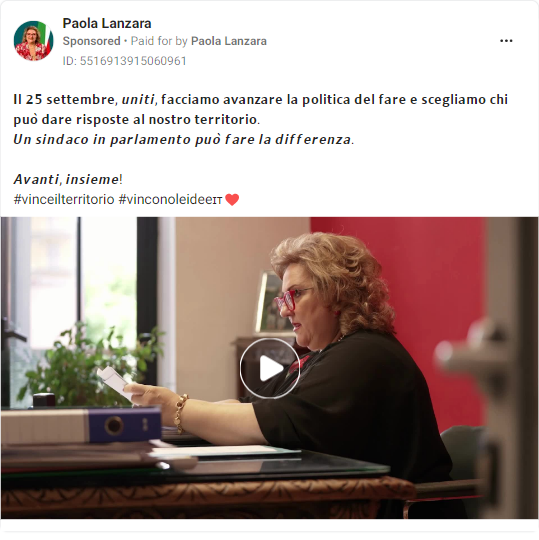 Paola Lanzara
Sponsored • Paid for by Paola Lanzara
ID: 5516913915060961
Il 25 settembre, uniti, facciamo avanzare la politica del fare e scegliamo chi
può dare risposte al nostro territorio.
Un sindaco in parlamento può fare la differenza.
Avanti, insieme!
#vinceilterritorio #vinconoleideeɪᴛ❤️